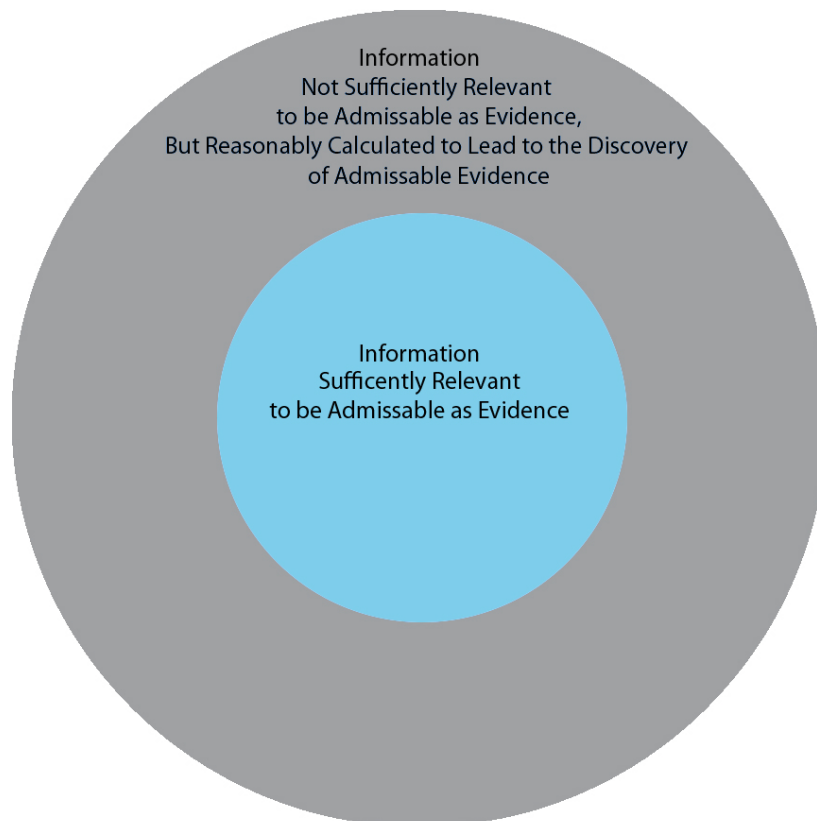 Information
Not Sufficiently Relevant
to be Admissable as Evidence,
But Reasonably Calculated to Lead to the Discovery
of Admissable Evidence
Information
Sufficently Relevant
to be Admissable as Evidence